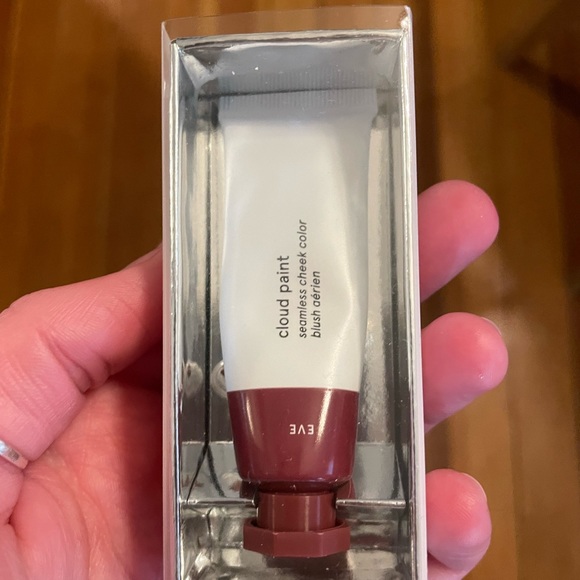 cloud paint
seamless cheek color
blush aérien
EVE